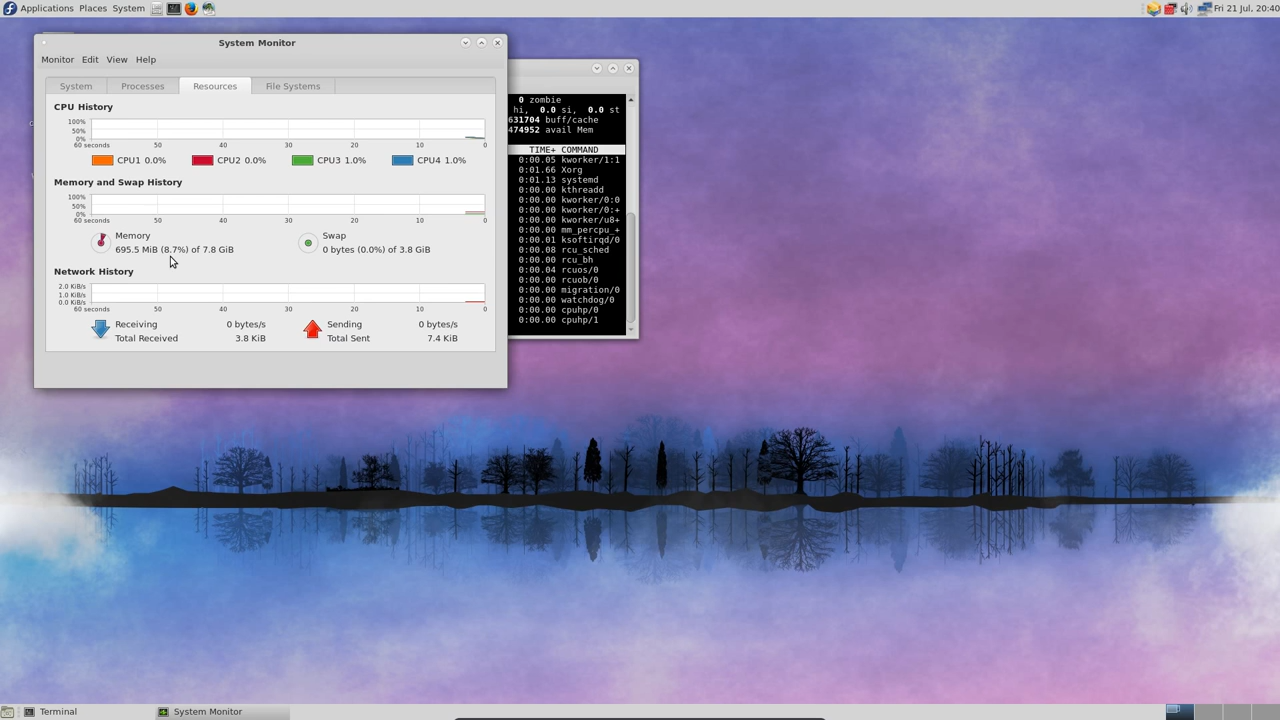 Applications Places System
Fri 21 Jul, 20:40
System Monitor
Monitor Edit View Help
System Processes Resources File Systems
CPU History
100%
50%
0%
60 seconds 50 40 30 20 10 0
CPU1 0.0% CPU2 0.0% CPU3 1.0% CPU4 1.0%
Memory and Swap History
100%
50%
0%
60 seconds 50 40 30 20 10 0
Memory
695.5 MiB (8.7%) of 7.8 GiB
Swap
0 bytes (0.0%) of 3.8 GiB
Network History
2.0 KiB/s
1.0 KiB/s
0.0 KiB/s
60 seconds 50 40 30 20 10 0
Receiving 0 bytes/s
Total Received 3.8 KiB
Sending 0 bytes/s
Total Sent 7.4 KiB
0 zombie
hi, 0.0 si, 0.0 st
631704 buff/cache
474952 avail Mem
TIME+ COMMAND
0:00.05 kworker/1:1
0:01.66 Xorg
0:01.13 systemd
0:00.00 kthreadd
0:00.00 kworker/0:0
0:00.00 kworker/0:+
0:00.00 kworker/u8+
0:00.00 mm_percpu_+
0:00.01 ksoftirqd/0
0:00.08 rcu_sched
0:00.00 rcu_bh
0:00.04 rcuos/0
0:00.00 rcuob/0
0:00.00 migration/0
0:00.00 watchdog/0
0:00.00 cpuhp/0
0:00.00 cpuhp/1
Terminal
System Monitor